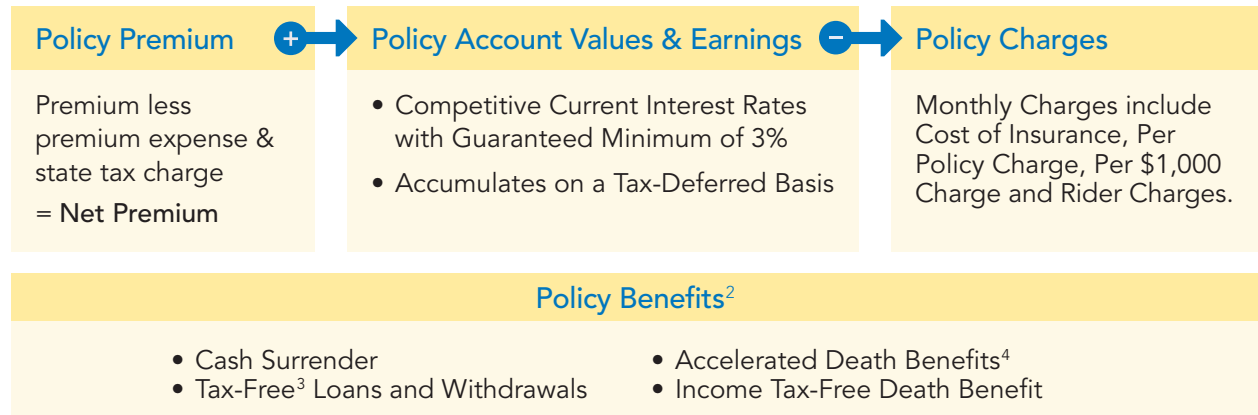 Policy Premium + Policy Account Values & Earnings − Policy Charges
Premium less
premium expense &
state tax charge
= Net Premium
• Competitive Current Interest Rates
with Guaranteed Minimum of 3%
• Accumulates on a Tax-Deferred Basis
Monthly Charges include
Cost of Insurance, Per
Policy Charge, Per $1,000
Charge and Rider Charges.
Policy Benefits²
• Cash Surrender
• Tax-Free³ Loans and Withdrawals
• Accelerated Death Benefits⁴
• Income Tax-Free Death Benefit